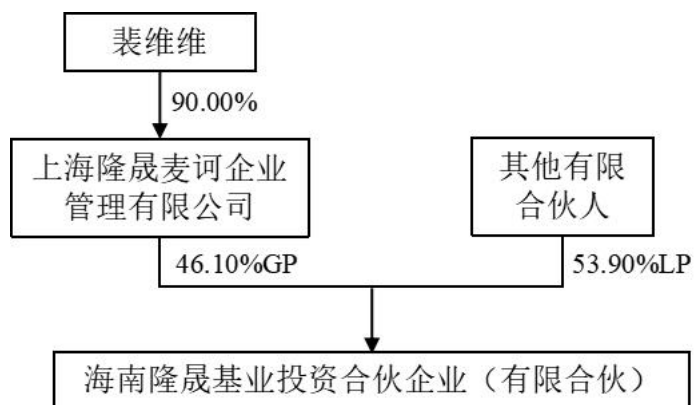 裴维维
90.00%
上海隆晟麦诃企业
管理有限公司
其他有限
合伙人
46.10%GP
53.90%LP
海南隆晟基业投资合伙企业（有限合伙）